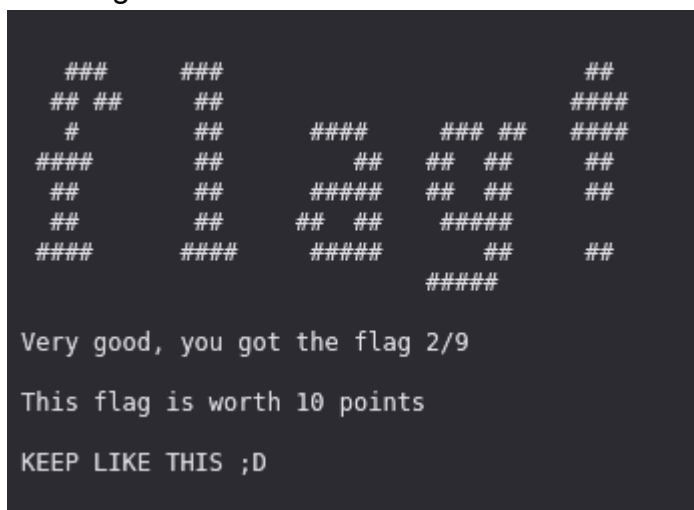 flag!
Very good, you got the flag 2/9
This flag is worth 10 points
KEEP LIKE THIS ;D